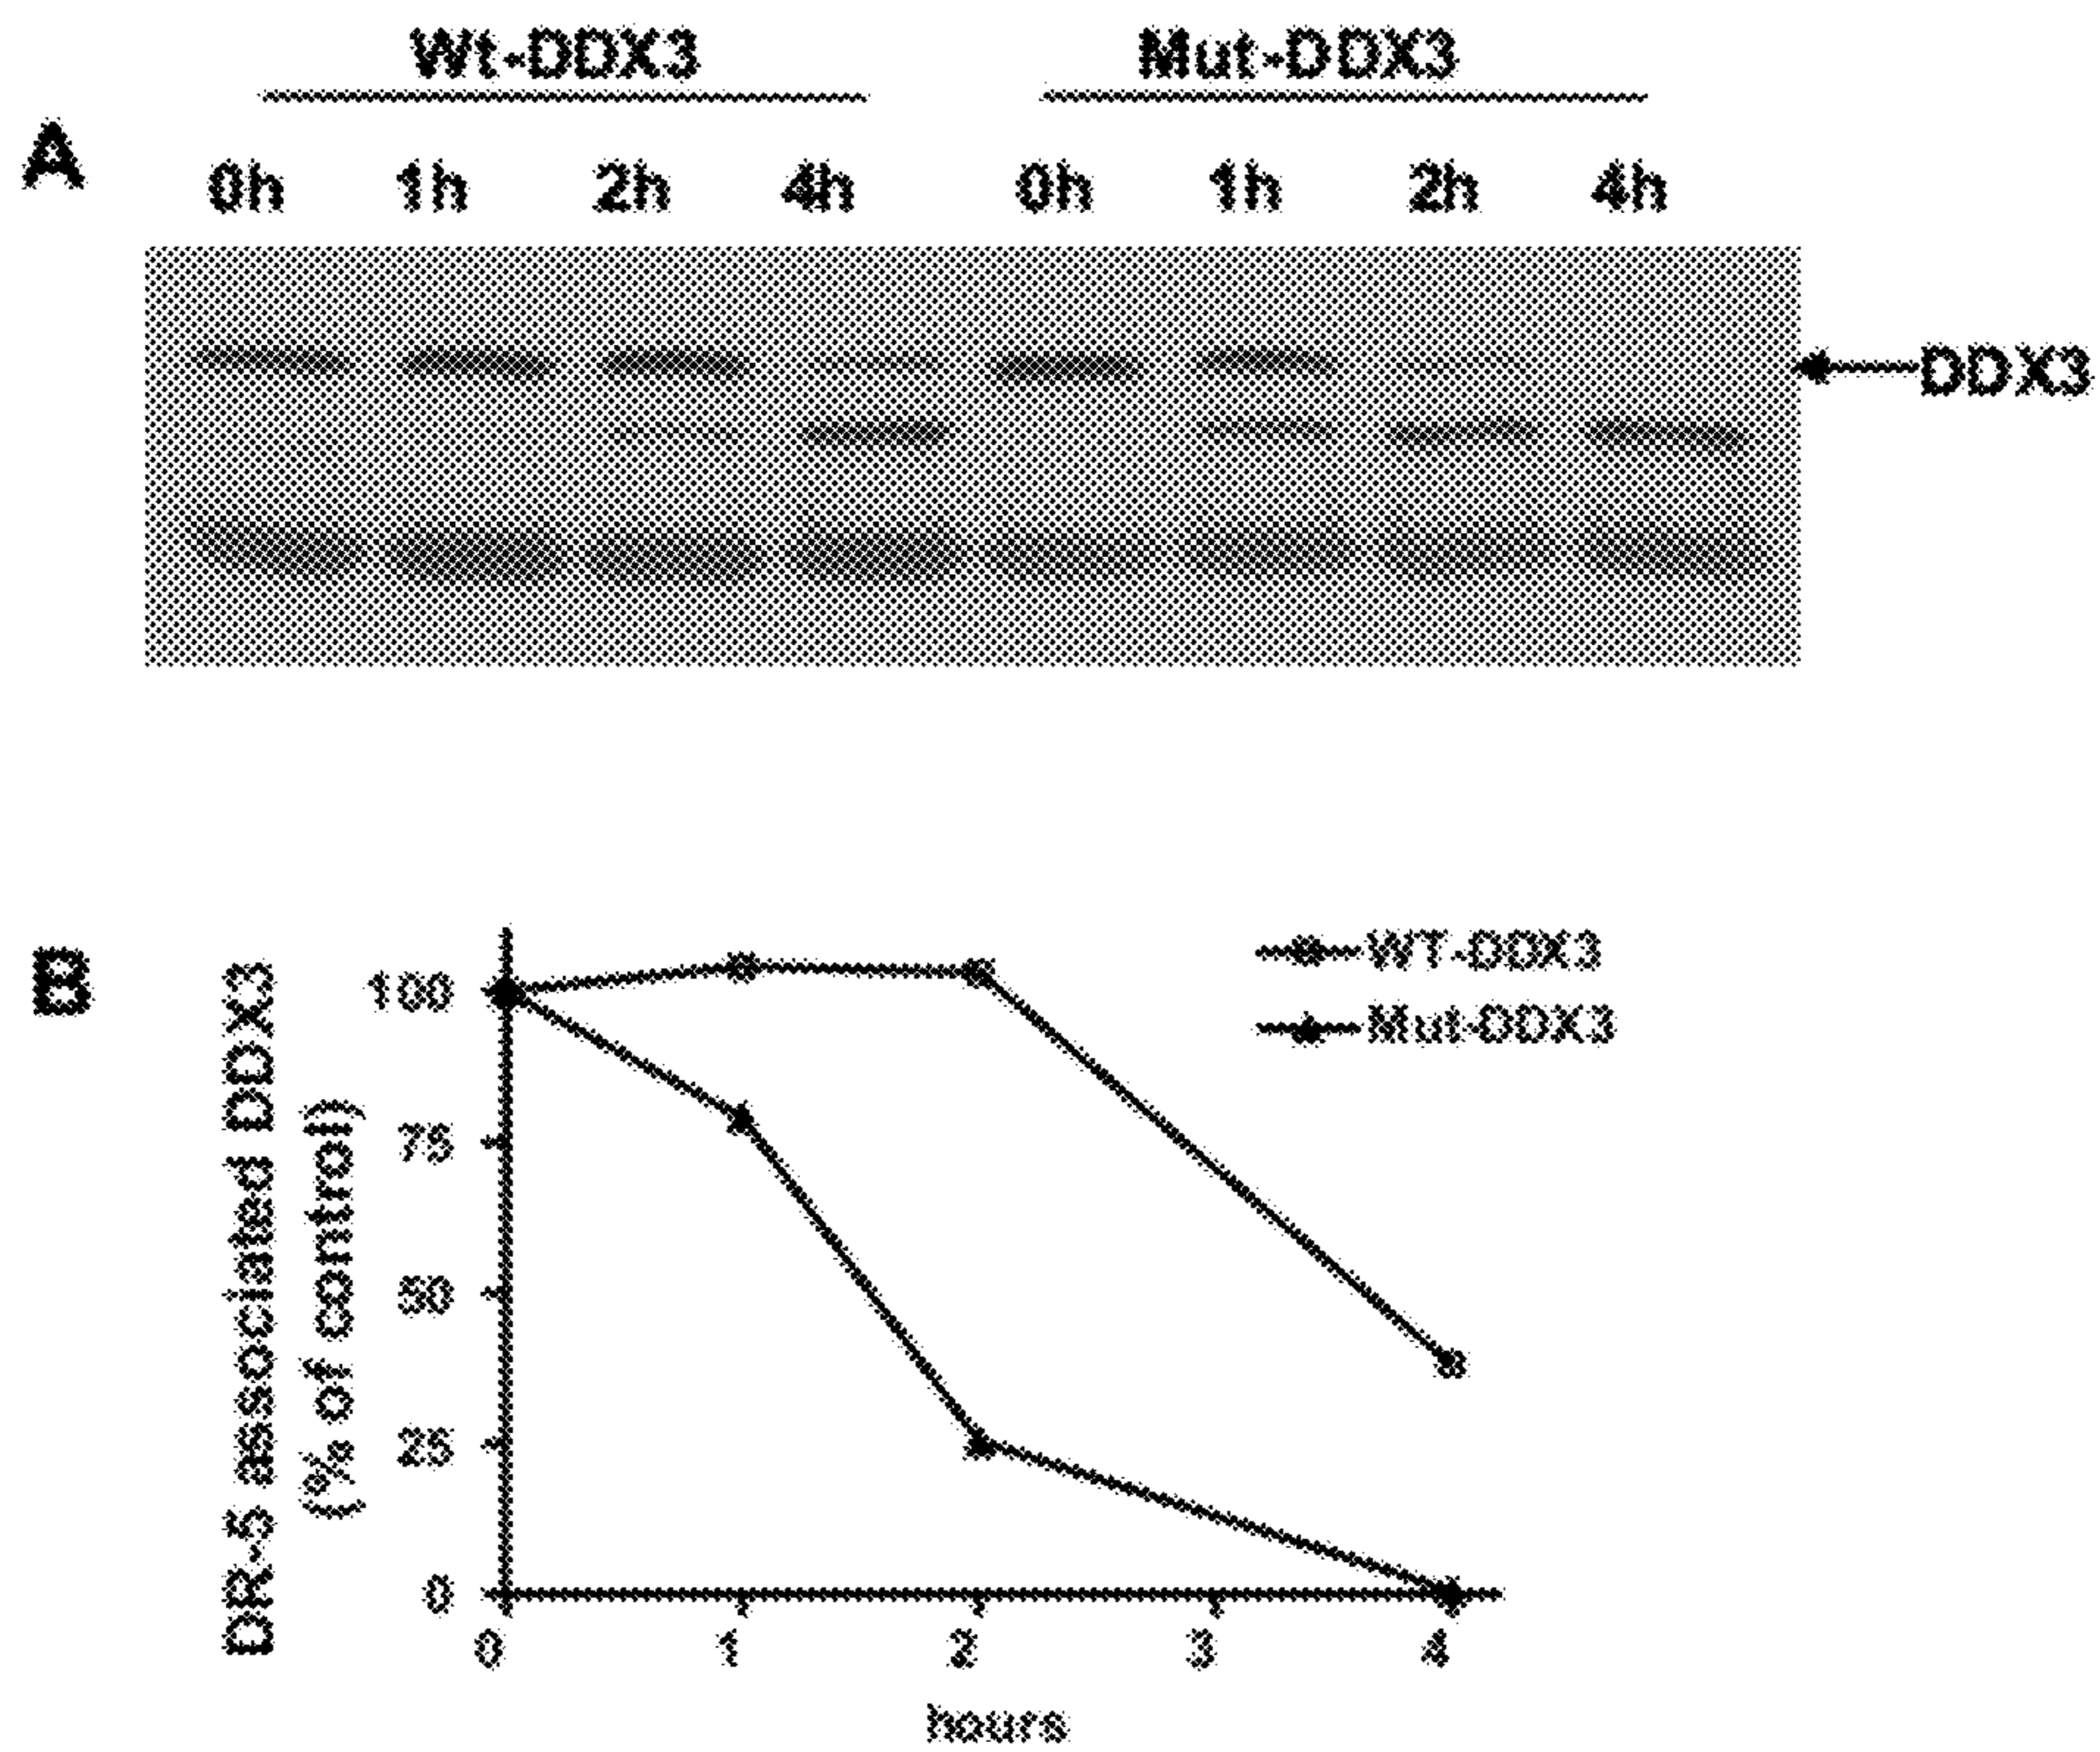 Wt-DDX3 Mut-DDX3
A
0h 1h 2h 4h 0h 1h 2h 4h
DDX3
B
DR-5 associated DDX3
(% of control)
100
75
50
25
0
0 1 2 3 4
hours
WT-DDX3
Mut-DDX3